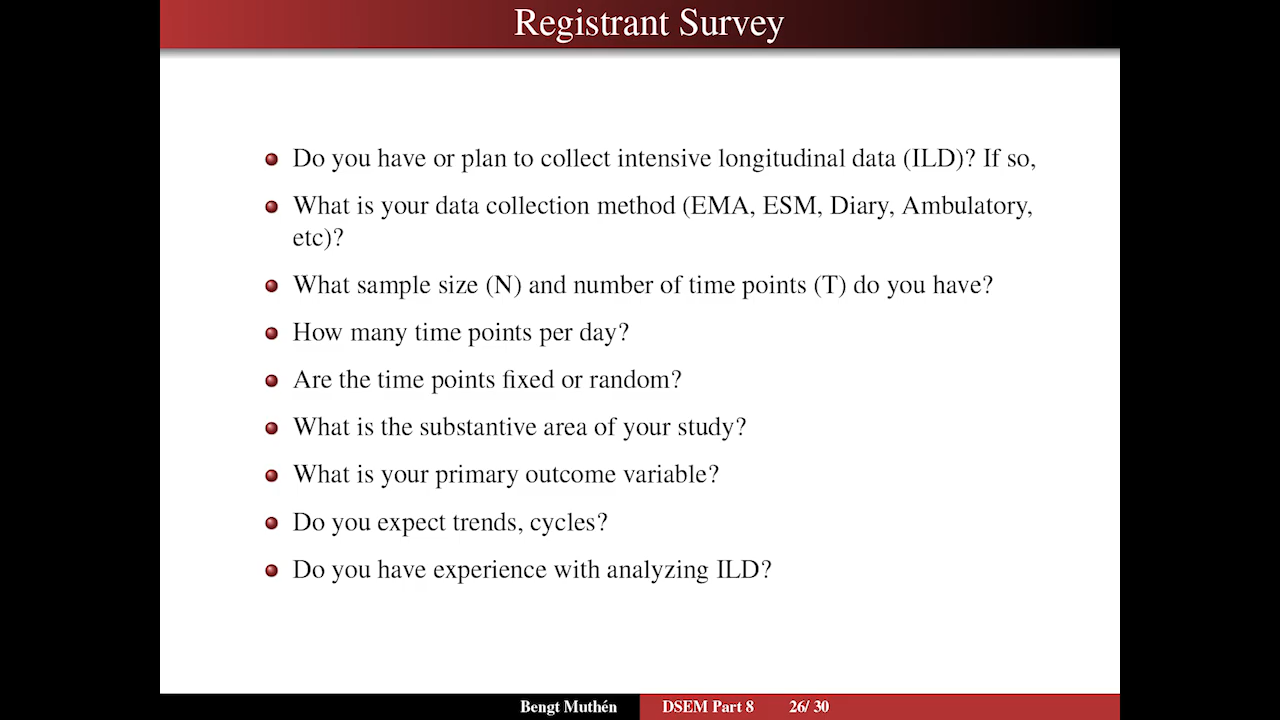 Registrant Survey
Do you have or plan to collect intensive longitudinal data (ILD)? If so,
What is your data collection method (EMA, ESM, Diary, Ambulatory,
etc)?
What sample size (N) and number of time points (T) do you have?
How many time points per day?
Are the time points fixed or random?
What is the substantive area of your study?
What is your primary outcome variable?
Do you expect trends, cycles?
Do you have experience with analyzing ILD?
Bengt Muthén DSEM Part 8 26/ 30